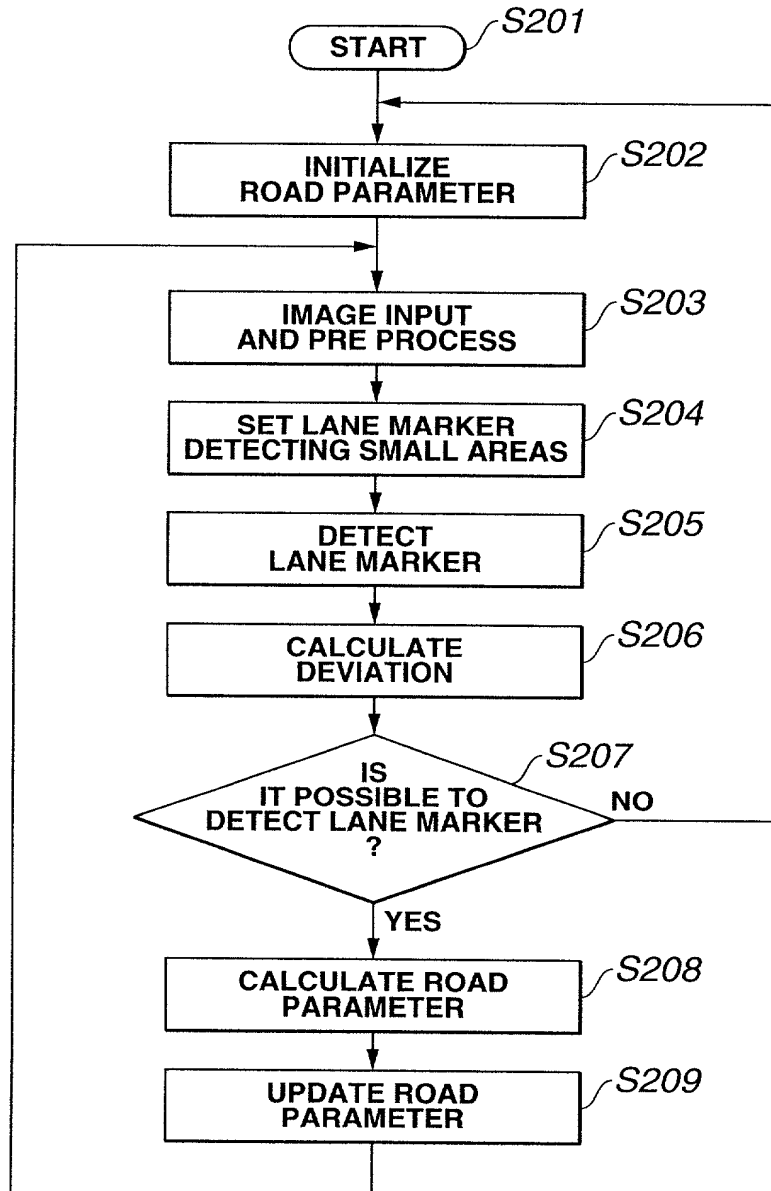 START
S201
INITIALIZE
ROAD PARAMETER
S202
IMAGE INPUT
AND PRE PROCESS
S203
SET LANE MARKER
DETECTING SMALL AREAS
S204
DETECT
LANE MARKER
S205
CALCULATE
DEVIATION
S206
IS
IT POSSIBLE TO
DETECT LANE MARKER
?
S207
NO
YES
CALCULATE ROAD
PARAMETER
S208
UPDATE ROAD
PARAMETER
S209